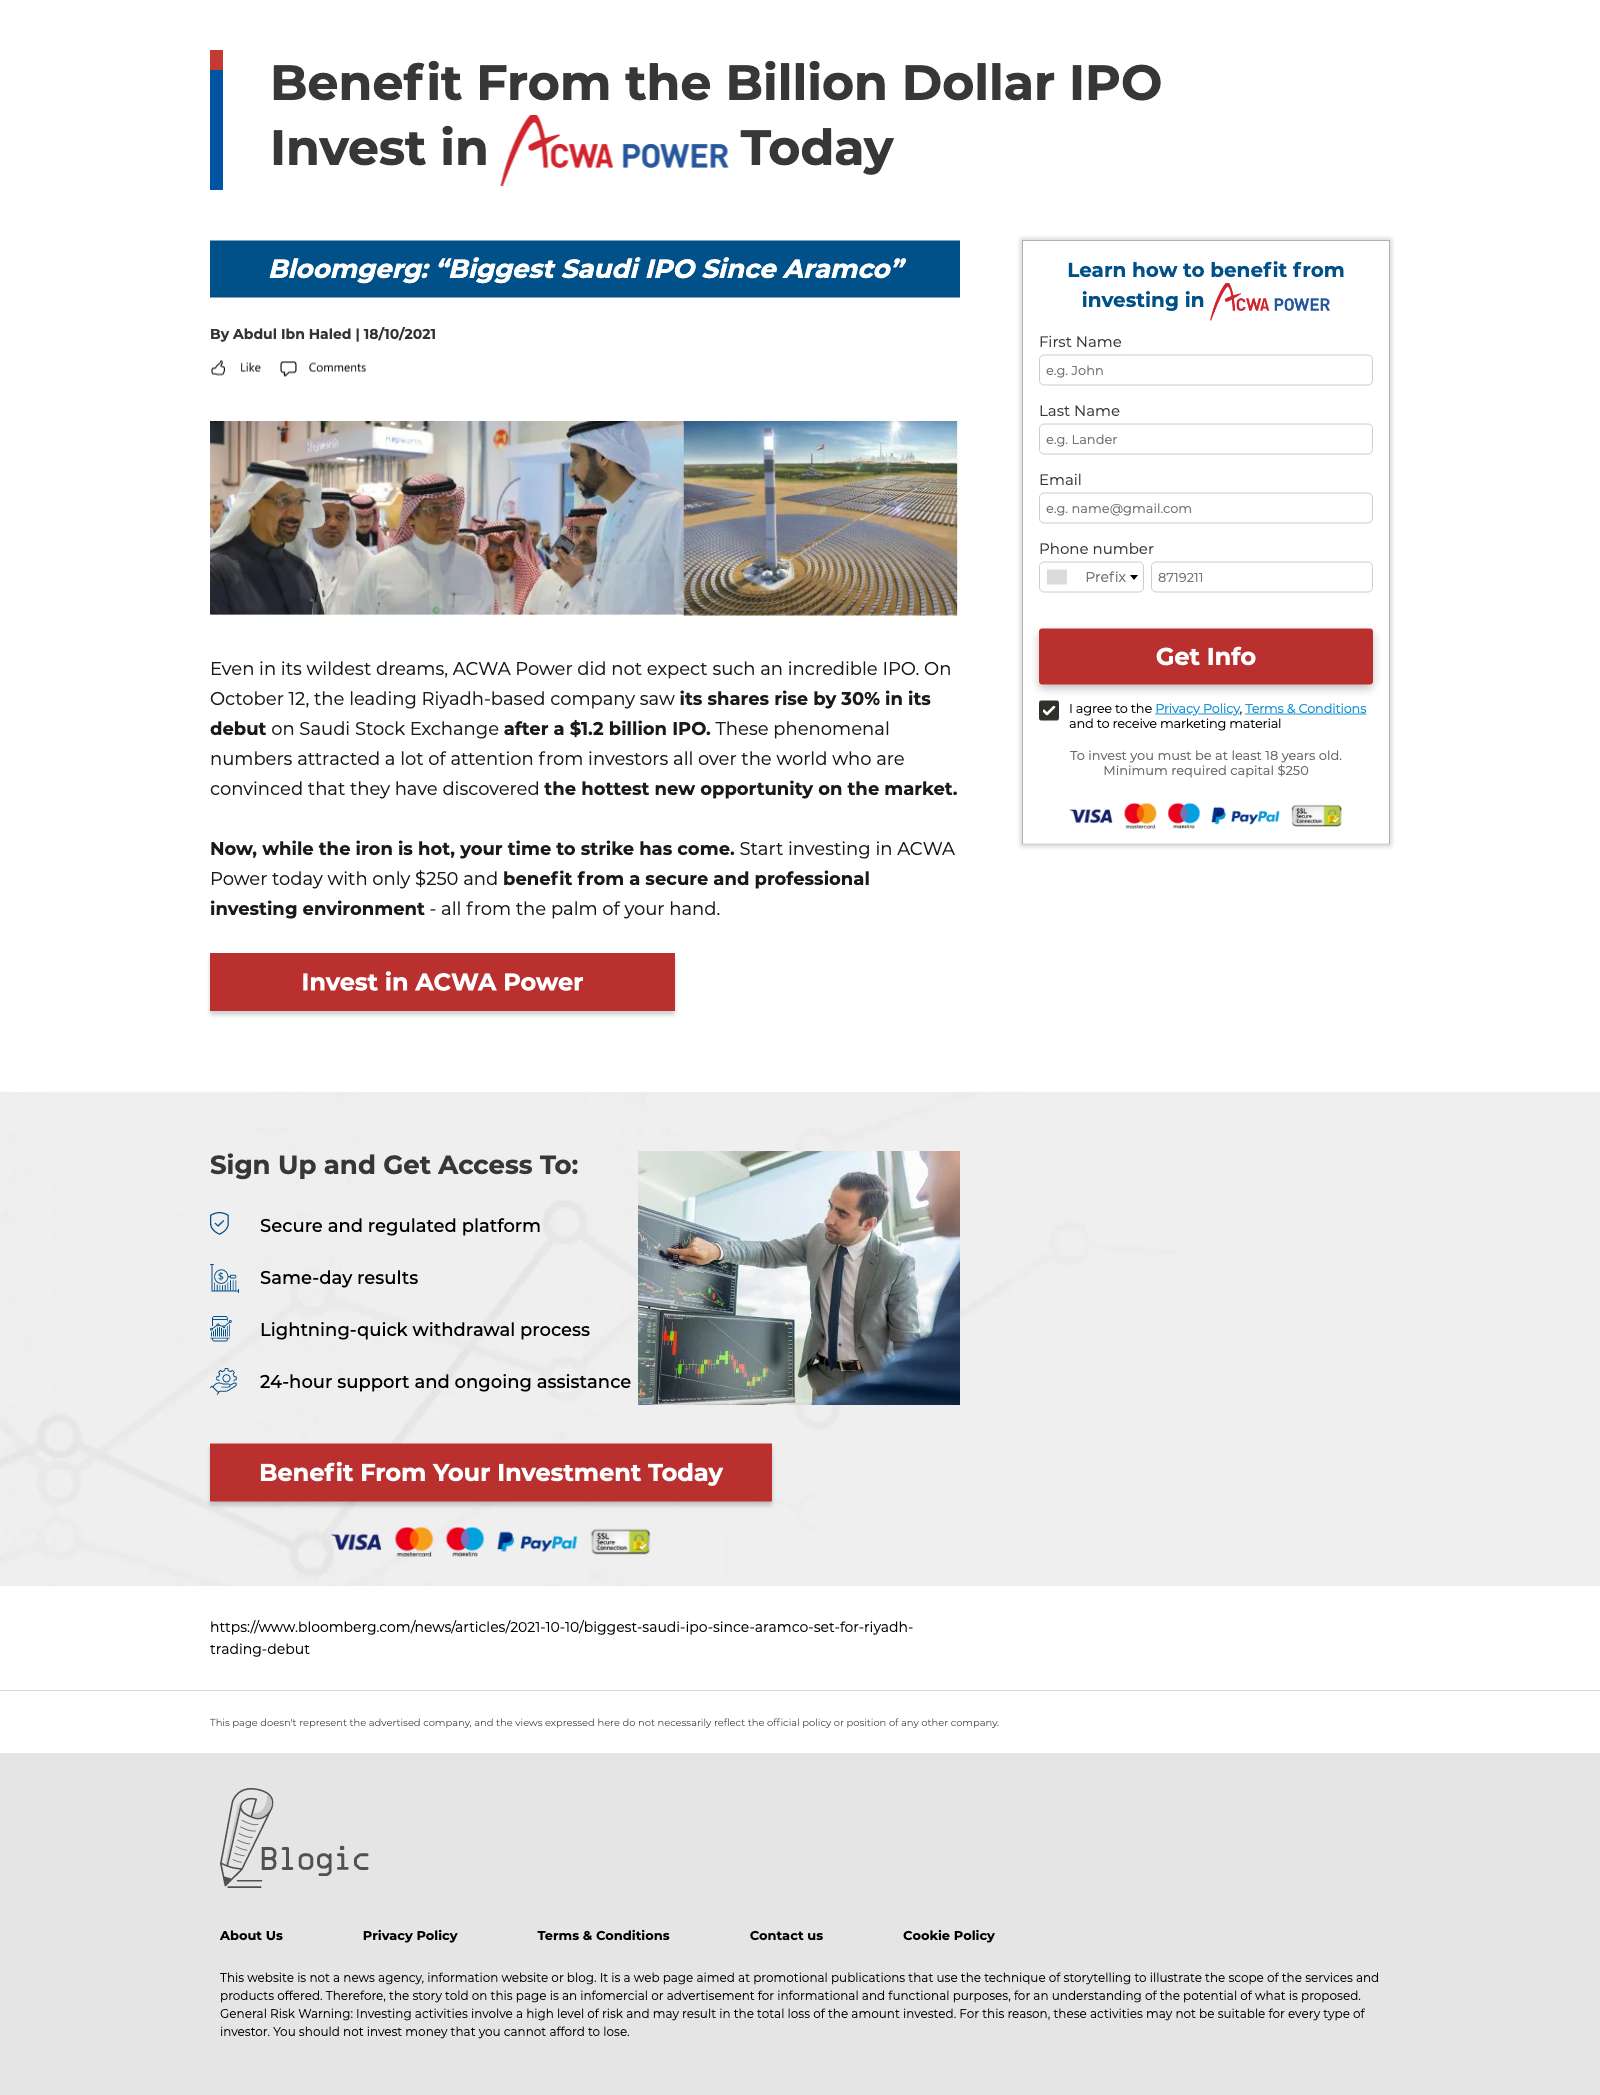 Benefit From the Billion Dollar IPO
Invest in ACWA POWER Today
Bloomgerg: “Biggest Saudi IPO Since Aramco”
By Abdul Ibn Haled | 18/10/2021
Like Comments
Even in its wildest dreams, ACWA Power did not expect such an incredible IPO. On
October 12, the leading Riyadh-based company saw its shares rise by 30% in its
debut on Saudi Stock Exchange after a $1.2 billion IPO. These phenomenal
numbers attracted a lot of attention from investors all over the world who are
convinced that they have discovered the hottest new opportunity on the market.
Now, while the iron is hot, your time to strike has come. Start investing in ACWA
Power today with only $250 and benefit from a secure and professional
investing environment - all from the palm of your hand.
Invest in ACWA Power
Learn how to benefit from
investing in ACWA POWER
First Name
e.g. John
Last Name
e.g. Lander
Email
e.g. name@gmail.com
Phone number
Prefix 8719211
Get Info
I agree to the Privacy Policy, Terms & Conditions
and to receive marketing material
To invest you must be at least 18 years old.
Minimum required capital $250
VISA mastercard maestro PayPal SSL Secure Connection
Sign Up and Get Access To:
Secure and regulated platform
Same-day results
Lightning-quick withdrawal process
24-hour support and ongoing assistance
Benefit From Your Investment Today
VISA mastercard maestro PayPal SSL Secure Connection
https://www.bloomberg.com/news/articles/2021-10-10/biggest-saudi-ipo-since-aramco-set-for-riyadh-
trading-debut
This page doesn't represent the advertised company, and the views expressed here do not necessarily reflect the official policy or position of any other company.
Blogic
About Us Privacy Policy Terms & Conditions Contact us Cookie Policy
This website is not a news agency, information website or blog. It is a web page aimed at promotional publications that use the technique of storytelling to illustrate the scope of the services and
products offered. Therefore, the story told on this page is an infomercial or advertisement for informational and functional purposes, for an understanding of the potential of what is proposed.
General Risk Warning: Investing activities involve a high level of risk and may result in the total loss of the amount invested. For this reason, these activities may not be suitable for every type of
investor. You should not invest money that you cannot afford to lose.